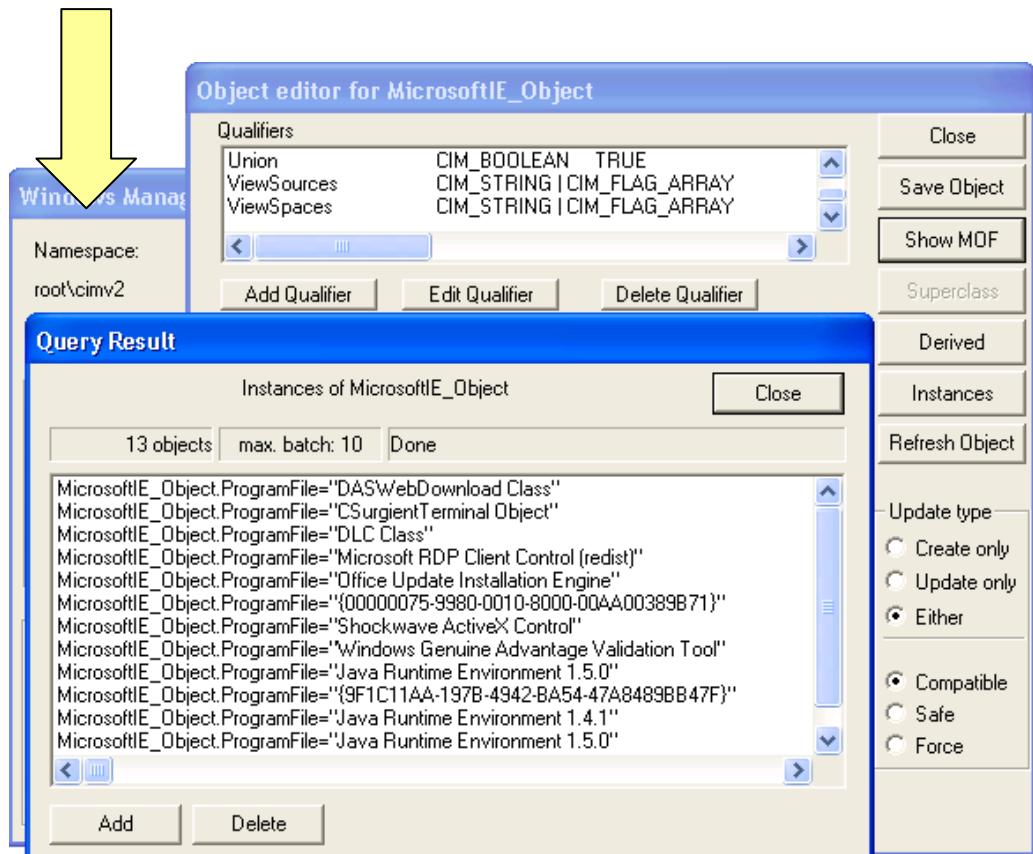 Object editor for MicrosoftIE_Object
Qualifiers
Union CIM_BOOLEAN TRUE
ViewSources CIM_STRING | CIM_FLAG_ARRAY
ViewSpaces CIM_STRING | CIM_FLAG_ARRAY
Add Qualifier Edit Qualifier Delete Qualifier
Close
Save Object
Show MOF
Superclass
Derived
Instances
Refresh Object
Update type
Create only
Update only
Either
Compatible
Safe
Force
Namespace:
root\cimv2
Query Result
Instances of MicrosoftIE_Object
Close
13 objects max. batch: 10 Done
MicrosoftIE_Object.ProgramFile="DASWebDownload Class"
MicrosoftIE_Object.ProgramFile="CSurgientTerminal Object"
MicrosoftIE_Object.ProgramFile="DLC Class"
MicrosoftIE_Object.ProgramFile="Microsoft RDP Client Control (redist)"
MicrosoftIE_Object.ProgramFile="Office Update Installation Engine"
MicrosoftIE_Object.ProgramFile="{00000075-9980-0010-8000-00AA00389B71}"
MicrosoftIE_Object.ProgramFile="Shockwave ActiveX Control"
MicrosoftIE_Object.ProgramFile="Windows Genuine Advantage Validation Tool"
MicrosoftIE_Object.ProgramFile="Java Runtime Environment 1.5.0"
MicrosoftIE_Object.ProgramFile="{9F1C11AA-197B-4942-BA54-47A8489BB47F}"
MicrosoftIE_Object.ProgramFile="Java Runtime Environment 1.4.1"
MicrosoftIE_Object.ProgramFile="Java Runtime Environment 1.5.0"
Add Delete